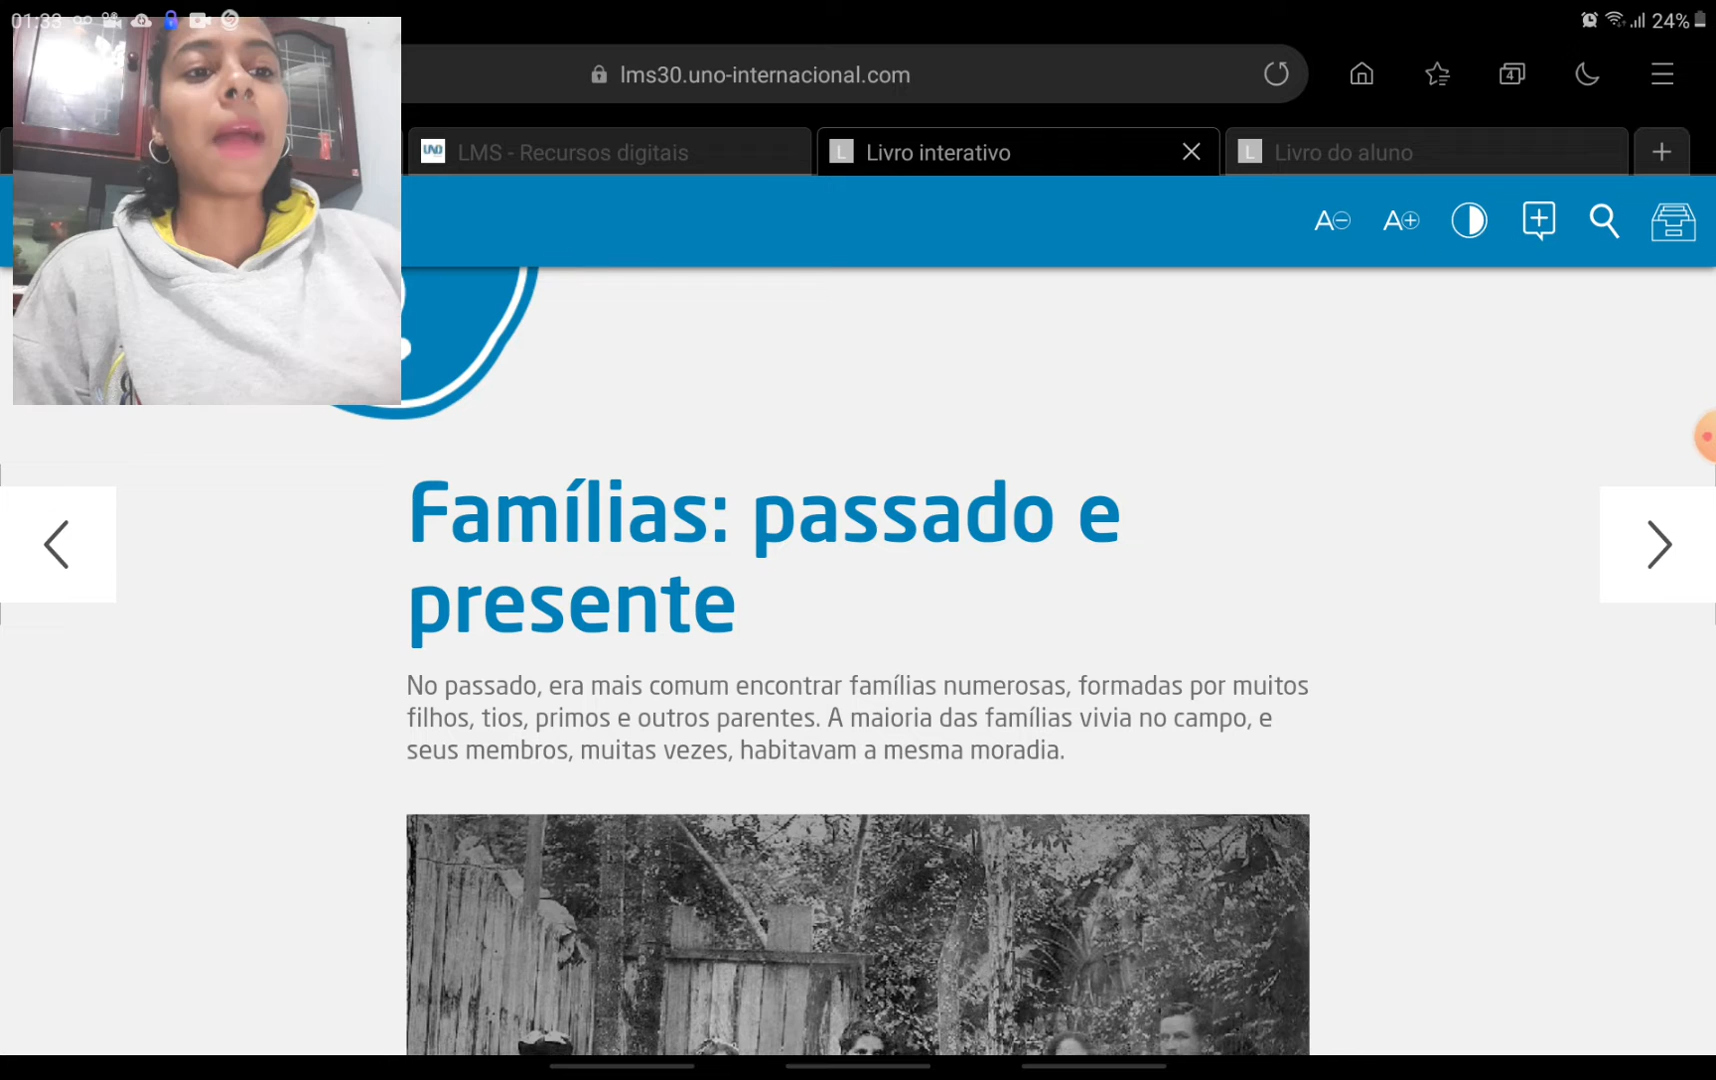 01:38
24%
lms30.uno-internacional.com
4
UNO LMS - Recursos digitais
L Livro interativo
L Livro do aluno
A A
Famílias: passado e
presente
No passado, era mais comum encontrar famílias numerosas, formadas por muitos
filhos, tios, primos e outros parentes. A maioria das famílias vivia no campo, e
seus membros, muitas vezes, habitavam a mesma moradia.